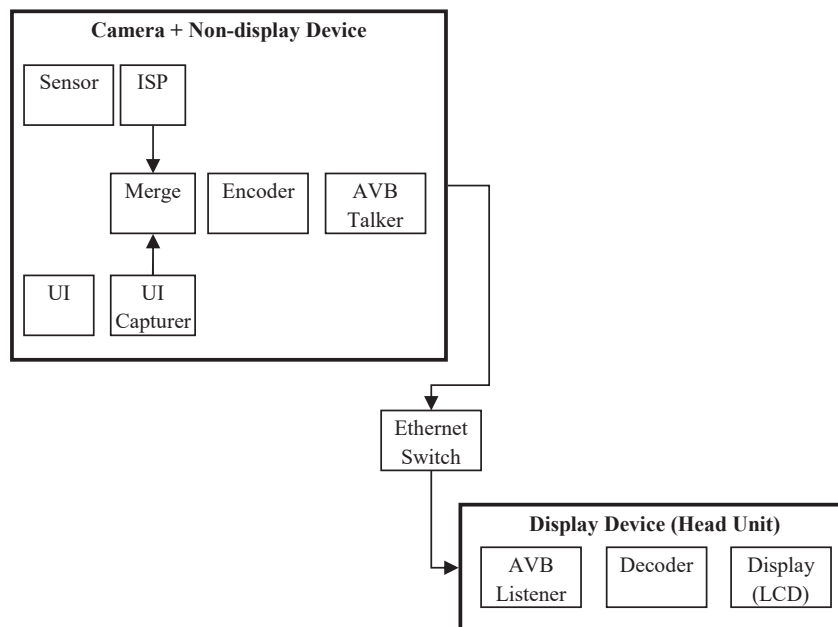 Camera + Non-display Device
Sensor
ISP
Merge
Encoder
AVB
Talker
UI
UI
Capturer
Ethernet
Switch
Display Device (Head Unit)
AVB
Listener
Decoder
Display
(LCD)